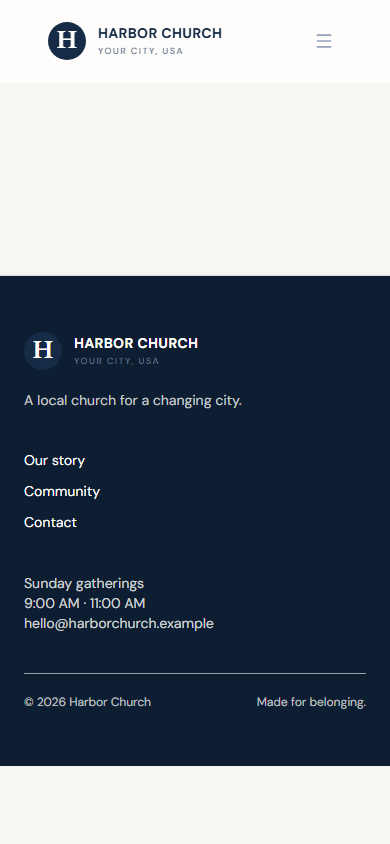 H
HARBOR CHURCH
YOUR CITY, USA
H
HARBOR CHURCH
YOUR CITY, USA
A local church for a changing city.
Our story
Community
Contact
Sunday gatherings
9:00 AM · 11:00 AM
hello@harborchurch.example
© 2026 Harbor Church
Made for belonging.